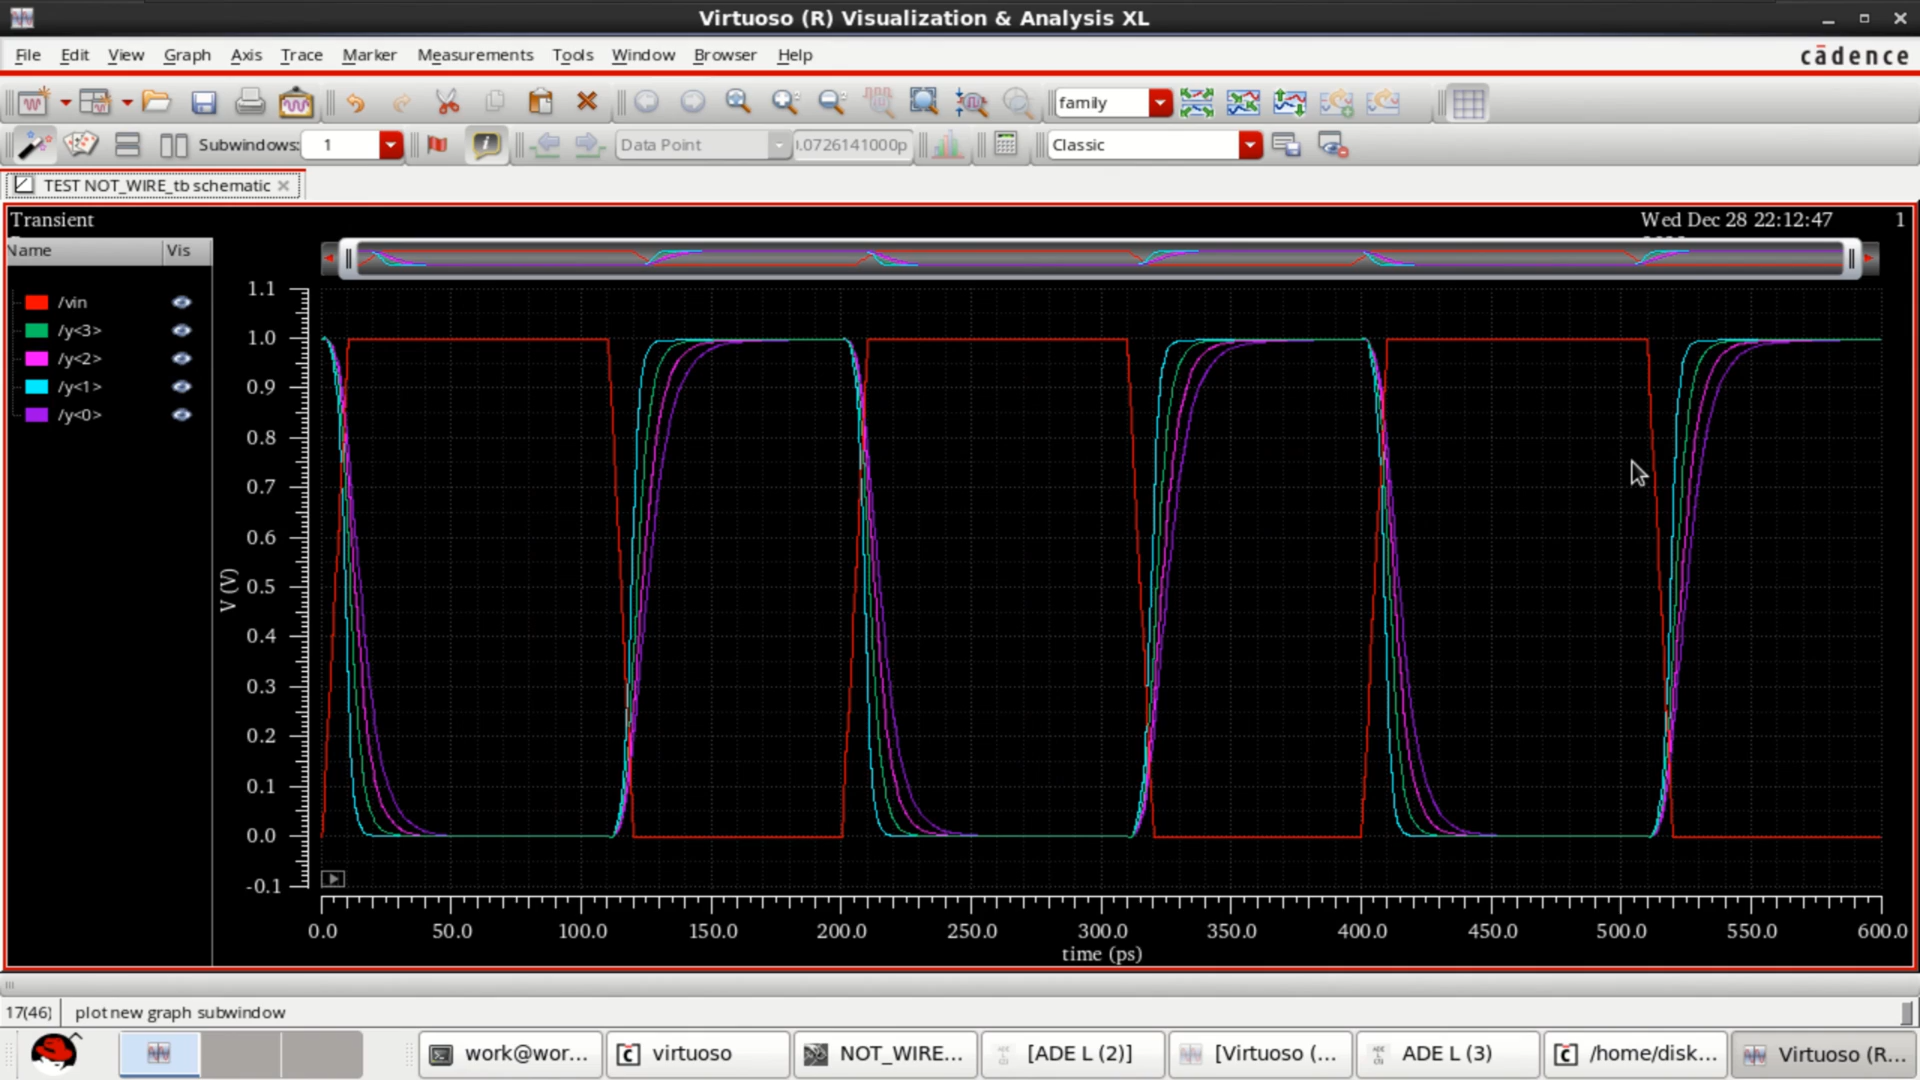 Virtuoso (R) Visualization & Analysis XL
File Edit View Graph Axis Trace Marker Measurements Tools Window Browser Help
cādence
family
Subwindows: 1
Data Point
.0726141000p
Classic
TEST NOT_WIRE_tb schematic
Transient
Wed Dec 28 22:12:47
1
Name Vis
/vin
/y<3>
/y<2>
/y<1>
/y<0>
V (V)
1.1
1.0
0.9
0.8
0.7
0.6
0.5
0.4
0.3
0.2
0.1
0.0
-0.1
0.0 50.0 100.0 150.0 200.0 250.0 300.0 350.0 400.0 450.0 500.0 550.0 600.0
time (ps)
17(46) plot new graph subwindow
work@wor... virtuoso NOT_WIRE... [ADE L (2)] [Virtuoso (... ADE L (3) /home/disk... Virtuoso (R...